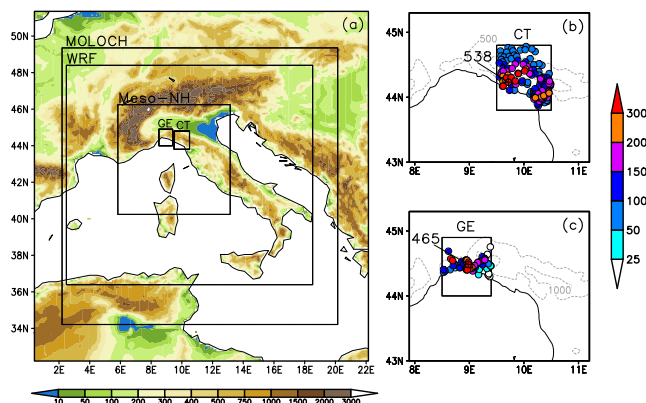 (a)
MOLOCH
WRF
Meso-NH
GE
CT
50N
48N
46N
44N
42N
40N
38N
36N
34N
2E 4E 6E 8E 10E 12E 14E 16E 18E 20E 22E
10 50 100 200 300 400 500 750 1000 1500 2000 3000
(b)
CT
500
538
45N
44N
43N
8E 9E 10E 11E
(c)
GE
465
1000
45N
44N
43N
8E 9E 10E 11E
300
200
150
100
50
25